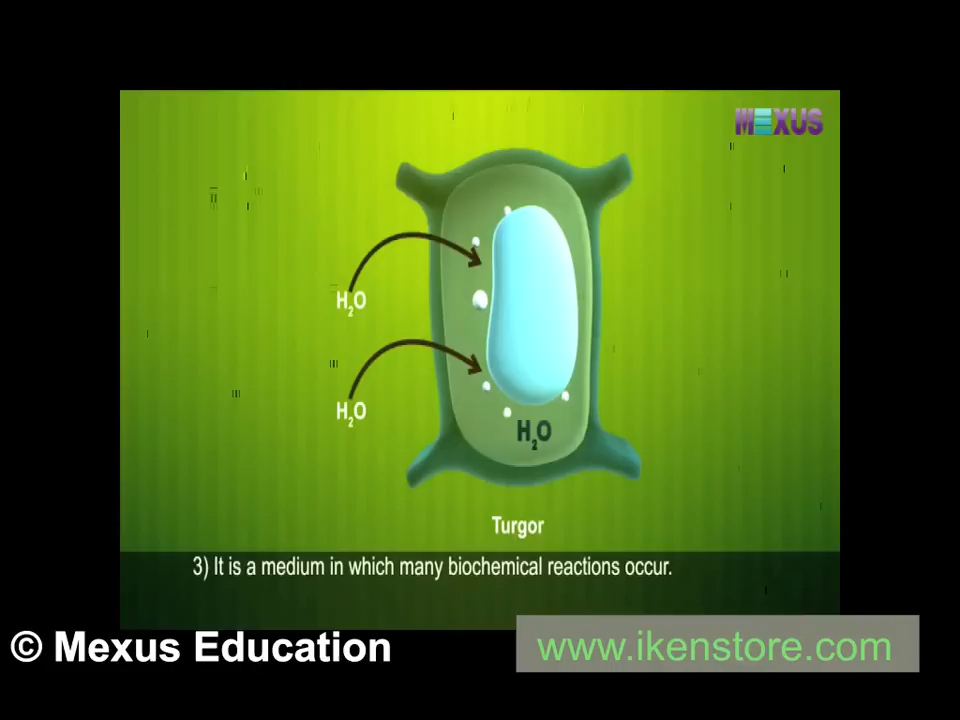 MEXUS
H₂O
H₂O
H₂O
Turgor
3) It is a medium in which many biochemical reactions occur.
© Mexus Education
www.ikenstore.com